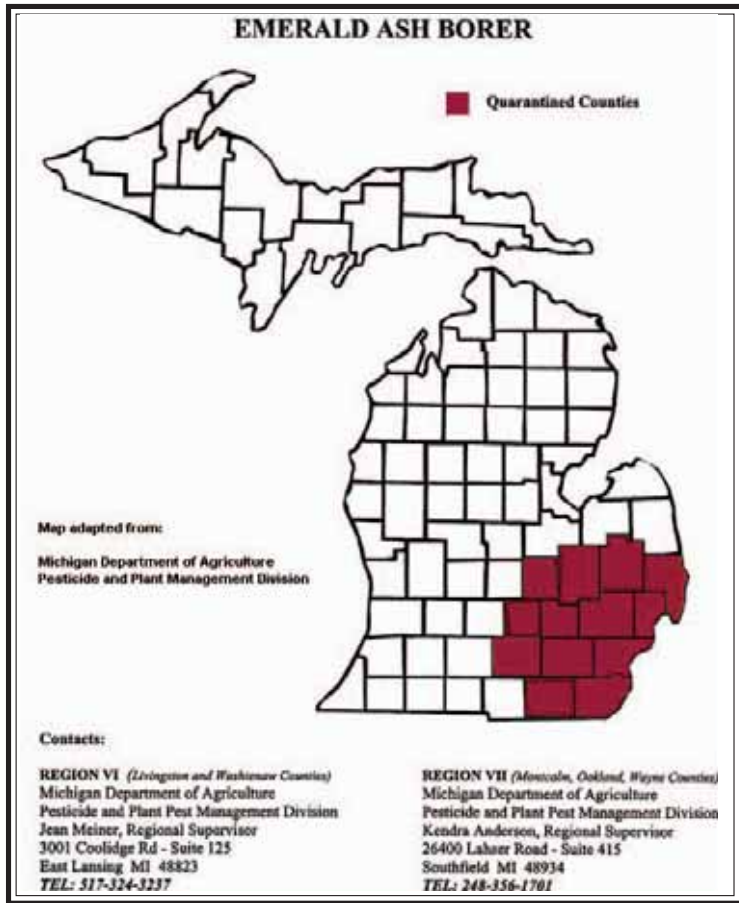 EMERALD ASH BORER
Quarantined Counties
Map adapted from:
Michigan Department of Agriculture
Pesticide and Plant Management Division
Contacts:
REGION VI (Livingston and Washtenaw Counties)
Michigan Department of Agriculture
Pesticide and Plant Pest Management Division
Jean Meiner, Regional Supervisor
3001 Coolidge Rd - Suite 125
East Lansing MI 48823
TEL: 517-324-3237
REGION VII (Montcalm, Oakland, Wayne Counties)
Michigan Department of Agriculture
Pesticide and Plant Pest Management Division
Kendra Anderson, Regional Supervisor
26400 Lahser Road - Suite 415
Southfield MI 48934
TEL: 248-356-1701